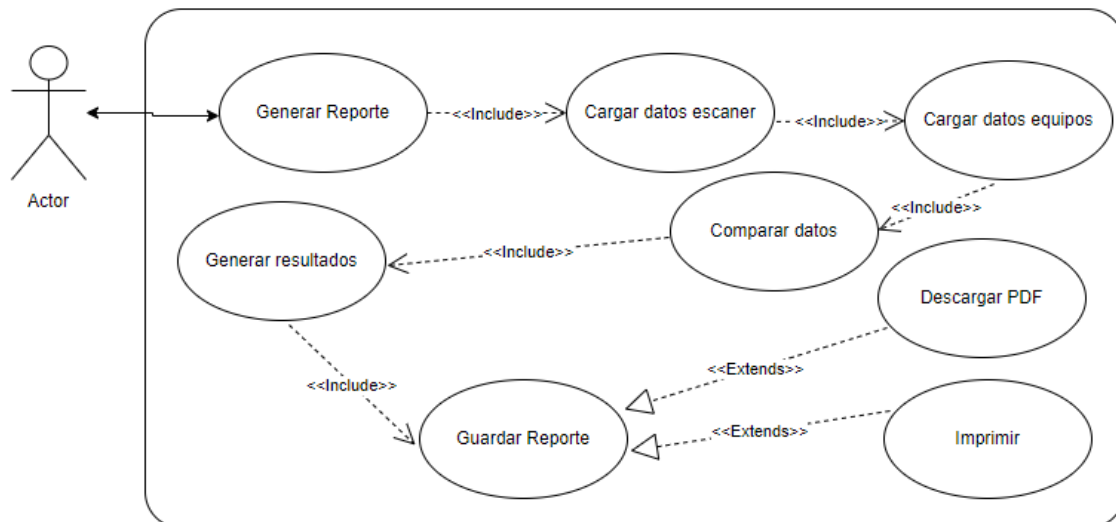 Generar Reporte
<<Include>>
Cargar datos escaner
<<Include>>
Cargar datos equipos
Actor
<<Include>>
Comparar datos
<<Include>>
Generar resultados
Descargar PDF
<<Extends>>
<<Include>>
<<Extends>>
Guardar Reporte
Imprimir